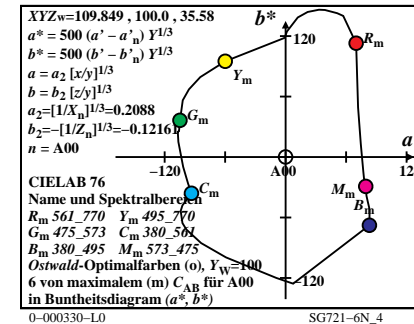 XYZw=109.849, 100.0, 35.58
a* = 500 (a' – a'n) Y1/3
b* = 500 (b' – b'n) Y1/3
a = a2 [x/y]1/3
b = b2 [z/y]1/3
a2=[1/Xn]1/3=0.2088
b2=–[1/Zn]1/3=–0.1216
n = A00
CIELAB 76
Name und Spektralbereich
Rm 561_770 Ym 495_770
Gm 475_573 Cm 380_561
Bm 380_495 Mm 573_475
Ostwald-Optimalfarben (o), YW=100
6 von maximalem (m) CAB für A00
in Buntheitsdiagram (a*, b*)
b*
120
Rm
Ym
Gm
–120
A00
12
a
Cm
Mm
Bm
–120
0–000330–L0
SG721–6N_4